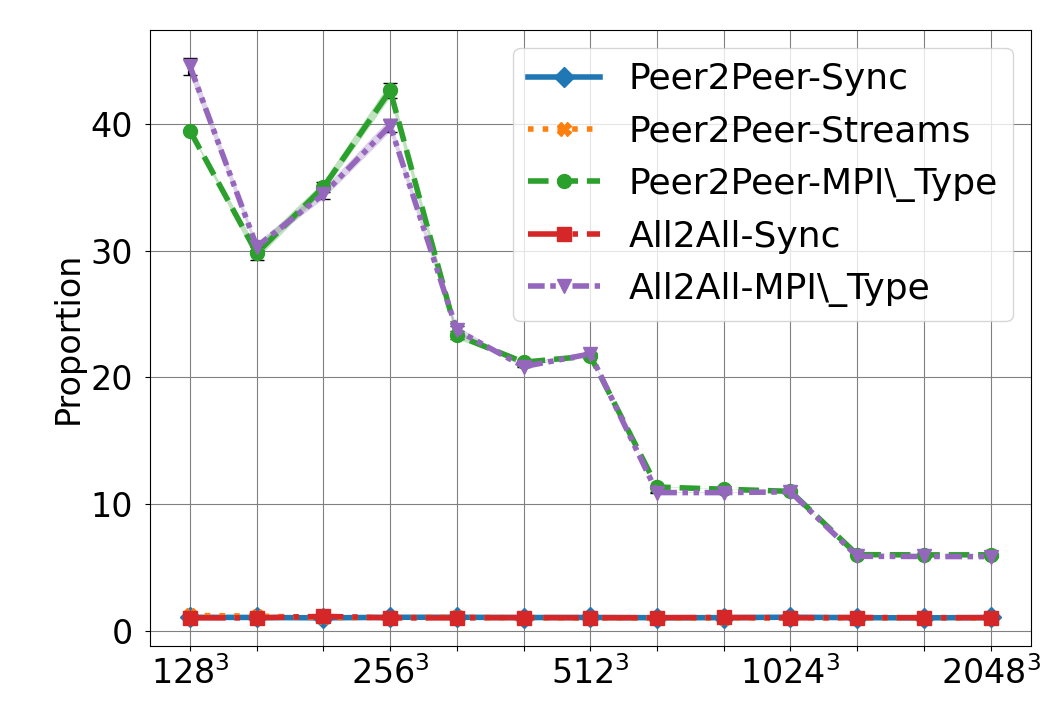 Peer2Peer-Sync
Peer2Peer-Streams
Peer2Peer-MPI\_Type
All2All-Sync
All2All-MPI\_Type
Proportion
40
30
20
10
0
128³ 256³ 512³ 1024³ 2048³